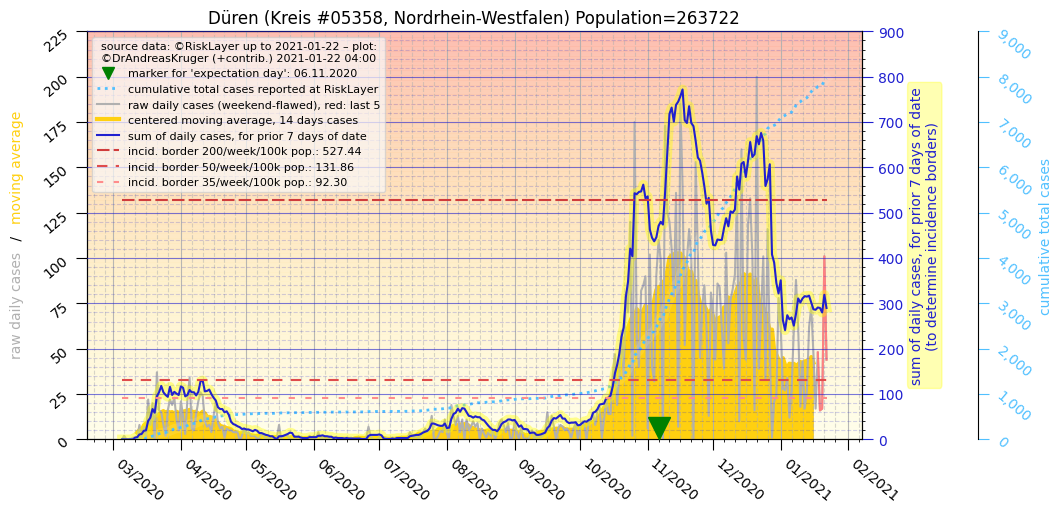 Düren (Kreis #05358, Nordrhein-Westfalen) Population=263722
source data: ©RiskLayer up to 2021-01-22 – plot:
©DrAndreasKruger (+contrib.) 2021-01-22 04:00
marker for 'expectation day': 06.11.2020
cumulative total cases reported at RiskLayer
raw daily cases (weekend-flawed), red: last 5
centered moving average, 14 days cases
sum of daily cases, for prior 7 days of date
incid. border 200/week/100k pop.: 527.44
incid. border 50/week/100k pop.: 131.86
incid. border 35/week/100k pop.: 92.30
raw daily cases / moving average
225
200
175
150
125
100
75
50
25
0
03/2020
04/2020
05/2020
06/2020
07/2020
08/2020
09/2020
10/2020
11/2020
12/2020
01/2021
02/2021
900
800
700
600
500
400
300
200
100
0
sum of daily cases, for prior 7 days of date
(to determine incidence borders)
9,000
8,000
7,000
6,000
5,000
4,000
3,000
2,000
1,000
0
cumulative total cases